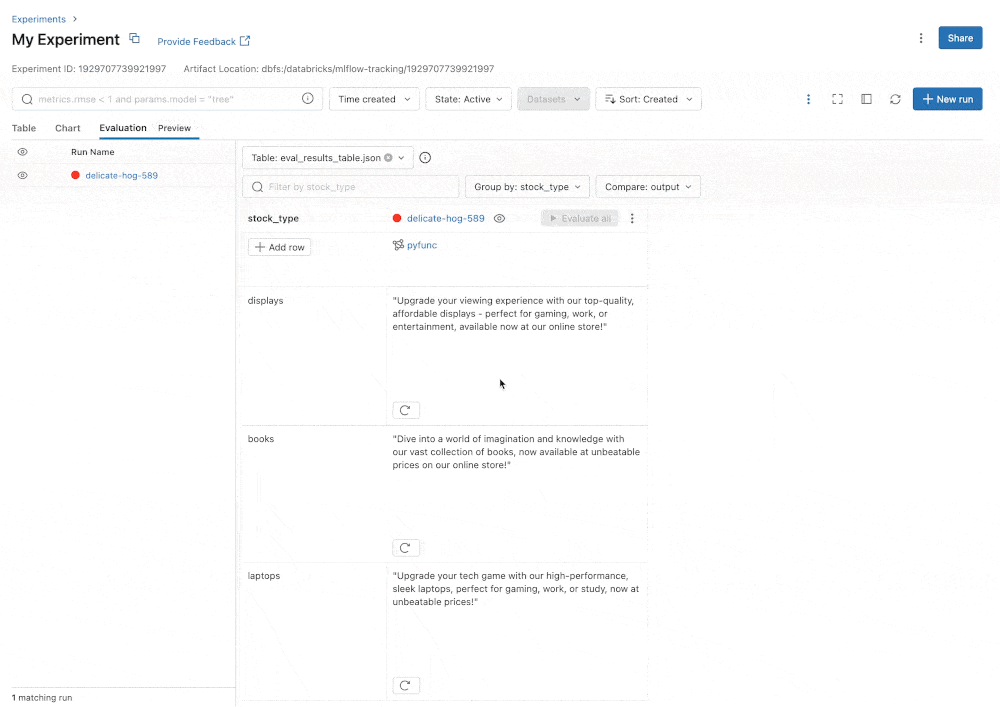 Experiments >
My Experiment Provide Feedback
Share
Experiment ID: 1929707739921997 Artifact Location: dbfs:/databricks/mlflow-tracking/1929707739921997
metrics.rmse < 1 and params.model = "tree"
Time created
State: Active
Datasets
Sort: Created
+ New run
Table Chart Evaluation Preview
Run Name
delicate-hog-589
Table: eval_results_table.json
Filter by stock_type
Group by: stock_type
Compare: output
stock_type
delicate-hog-589
Evaluate all
+ Add row
pyfunc
displays
"Upgrade your viewing experience with our top-quality,
affordable displays - perfect for gaming, work, or
entertainment, available now at our online store!"
books
"Dive into a world of imagination and knowledge with
our vast collection of books, now available at unbeatable
prices on our online store!"
laptops
"Upgrade your tech game with our high-performance,
sleek laptops, perfect for gaming, work, or study, now at
unbeatable prices!"
1 matching run